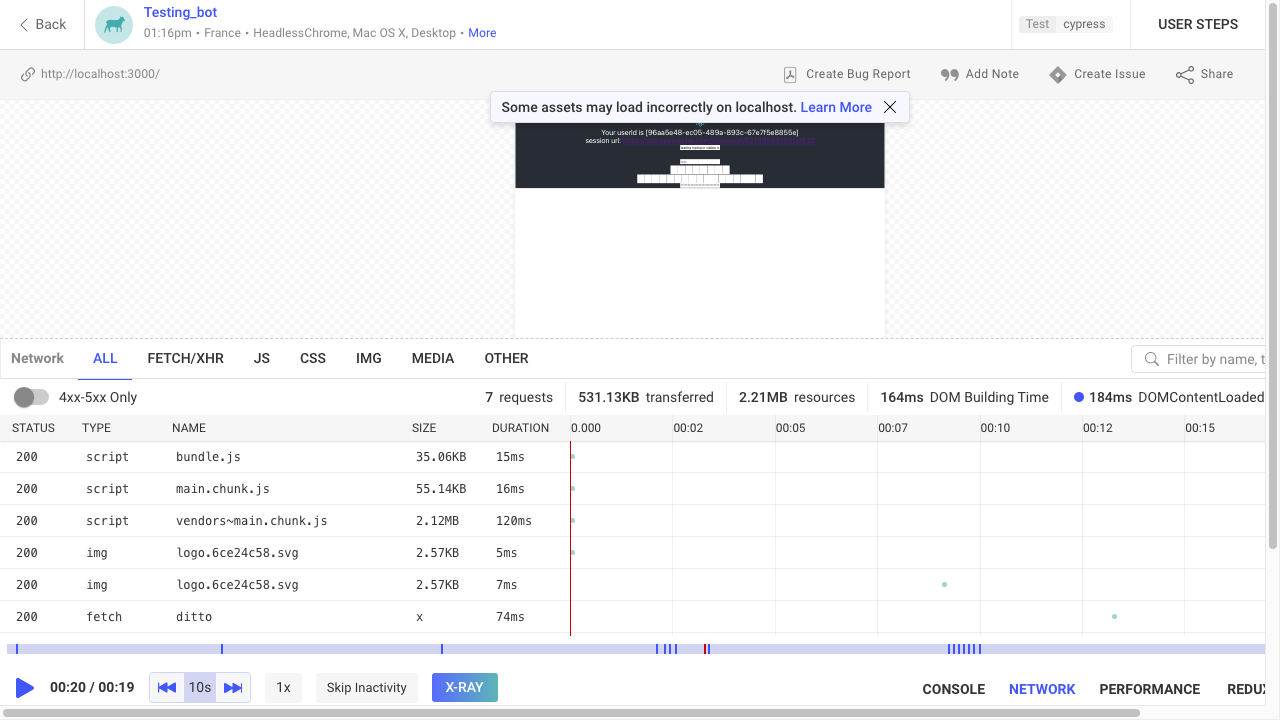 Back
Testing_bot
01:16pm • France • HeadlessChrome, Mac OS X, Desktop • More
Test cypress
USER STEPS
http://localhost:3000/
Create Bug Report
Add Note
Create Issue
Share
Some assets may load incorrectly on localhost. Learn More
Your userId is [96aa5e48-ec05-489a-893c-67e7f5e8855e]
session url:
Network ALL FETCH/XHR JS CSS IMG MEDIA OTHER
Filter by name, t
4xx-5xx Only
7 requests 531.13KB transferred 2.21MB resources 164ms DOM Building Time 184ms DOMContentLoaded
STATUS TYPE NAME SIZE DURATION 0.000 00:02 00:05 00:07 00:10 00:12 00:15
200 script bundle.js 35.06KB 15ms
200 script main.chunk.js 55.14KB 16ms
200 script vendors~main.chunk.js 2.12MB 120ms
200 img logo.6ce24c58.svg 2.57KB 5ms
200 img logo.6ce24c58.svg 2.57KB 7ms
200 fetch ditto x 74ms
00:20 / 00:19
10s
1x
Skip Inactivity
X-RAY
CONSOLE NETWORK PERFORMANCE REDUX